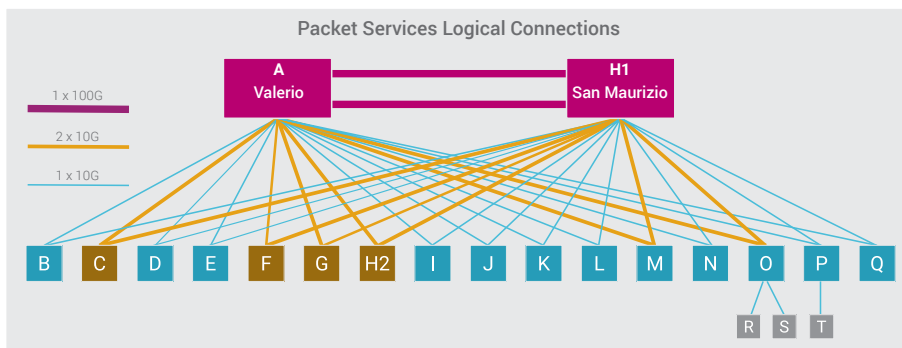 Packet Services Logical Connections
A
Valerio
H1
San Maurizio
1 x 100G
2 x 10G
1 x 10G
B C D E F G H2 I J K L M N O P Q
R S T